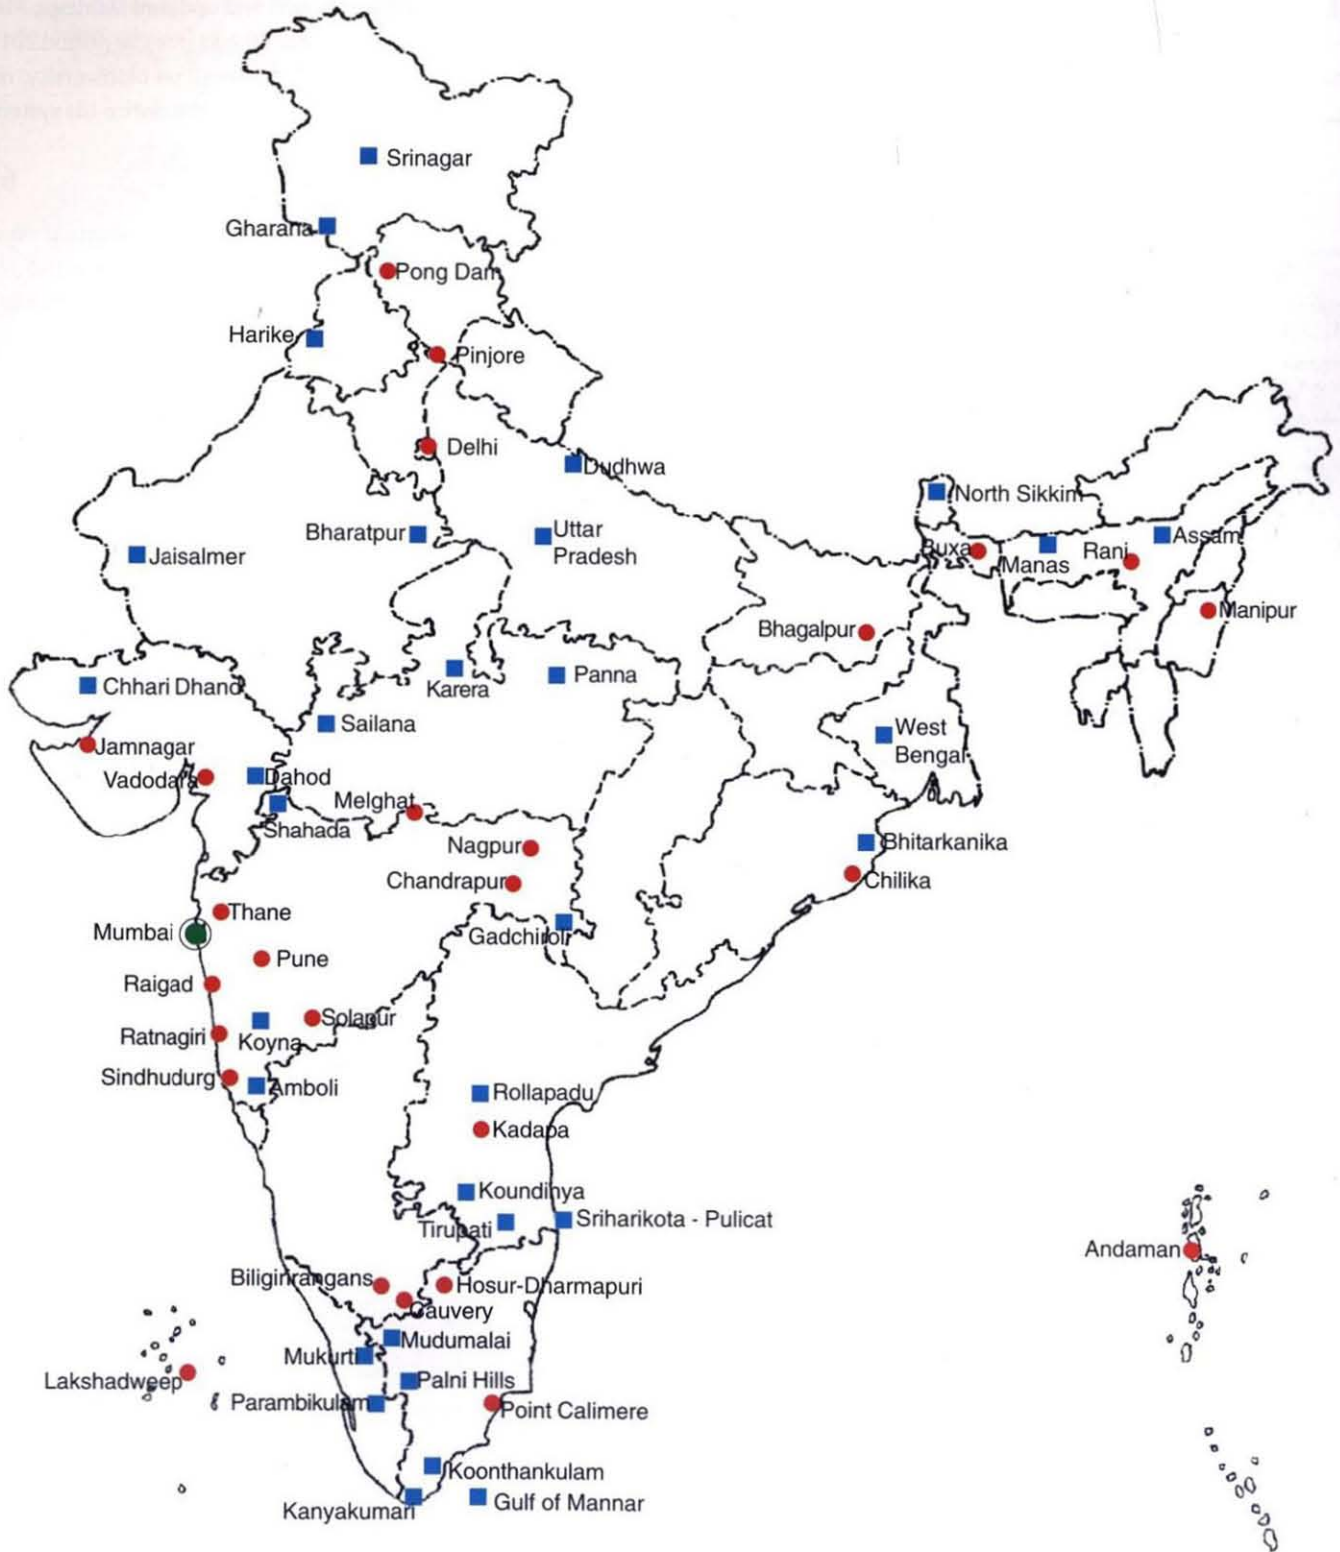 Srinagar
Gharana
Pong Dam
Harike
Pinjore
Delhi
Dudhwa
North Sikkim
Bharatpur
Uttar
Pradesh
Assam
Buxa
Rani
Jaisalmer
Manas
Manipur
Bhagalpur
Panna
Chhari Dhand
Karera
Sailana
West
Bengal
Jamnagar
Vadodara
Dahod
Melghat
Shahada
Nagpur
Bhitarkanika
Chandrapur
Chilika
Thane
Mumbai
Gadchiroli
Pune
Raigad
Solapur
Ratnagiri
Koyna
Sindhudurg
Amboli
Rollapadu
Kadapa
Koundinya
Sriharikota - Pulicat
Tirupati
Andaman
Biligirirangans
Hosur-Dharmapuri
Cauvery
Mudumalai
Mukurti
Lakshadweep
Palni Hills
Parambikulam
Point Calimere
Koonthankulam
Gulf of Mannar
Kanyakumari